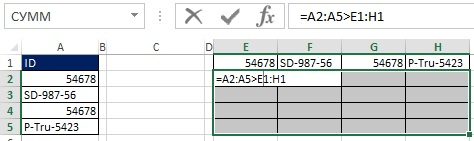 СУММ fx =A2:A5>E1:H1
A B C D E F G H
1 ID 54678 SD-987-56 54678 P-Tru-5423
2 54678 =A2:A5>E1:H1
3 SD-987-56
4 54678
5 P-Tru-5423